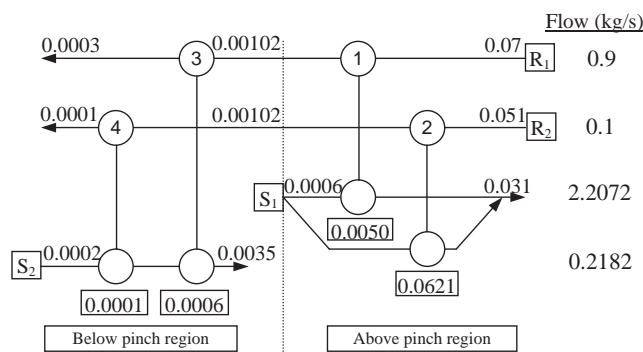 Flow (kg/s)
0.0003 3 0.00102 1 0.07 R1 0.9
0.0001 4 0.00102 2 0.051 R2 0.1
S1 0.0006 0.031 2.2072
0.0050
S2 0.0002 0.0035 0.2182
0.0621
0.0001 0.0006
Below pinch region Above pinch region